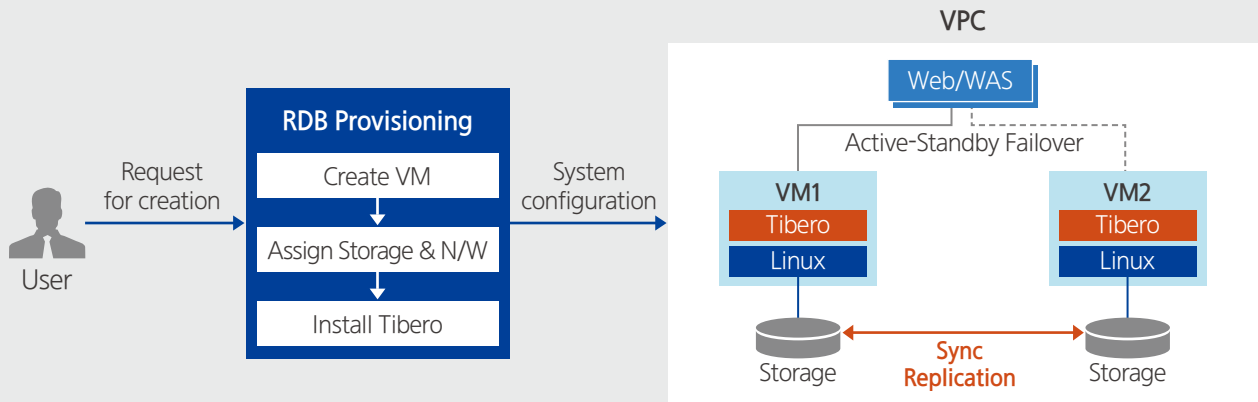 User
Request
for creation
RDB Provisioning
Create VM
Assign Storage & N/W
Install Tibero
System
configuration
VPC
Web/WAS
Active-Standby Failover
VM1
Tibero
Linux
Storage
VM2
Tibero
Linux
Storage
Sync
Replication